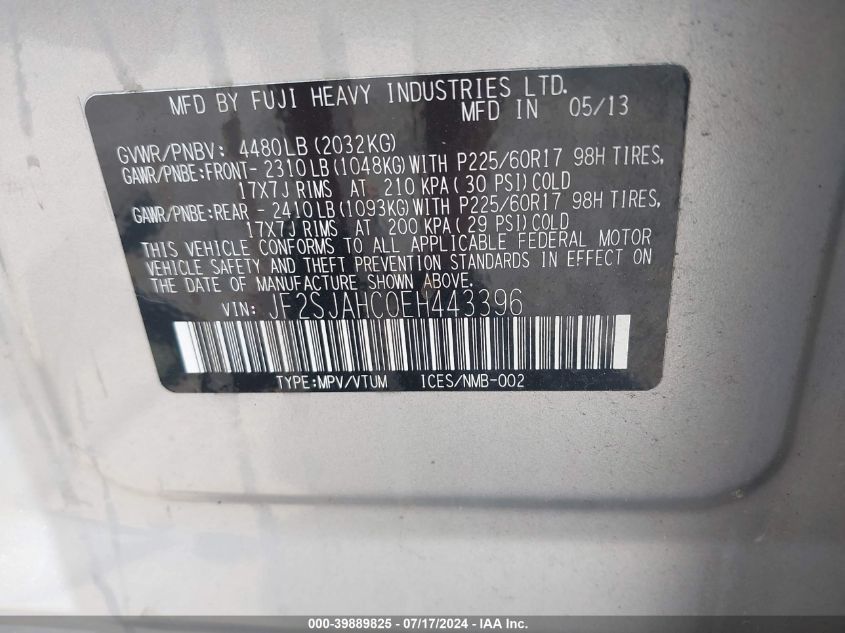 MFD BY FUJI HEAVY INDUSTRIES LTD.
MFD IN 05/13
GVWR/PNBV: 4480LB(2032KG)
GAWR/PNBE:FRONT- 2310LB(1048KG)WITH P225/60R17 98H TIRES,
17X7J RIMS AT 210 KPA(30 PSI)COLD
GAWR/PNBE:REAR - 2410LB(1093KG)WITH P225/60R17 98H TIRES,
17X7J RIMS AT 200 KPA(29 PSI)COLD
THIS VEHICLE CONFORMS TO ALL APPLICABLE FEDERAL MOTOR
VEHICLE SAFETY AND THEFT PREVENTION STANDARDS IN EFFECT ON
THE DATE OF MANUFACTURE SHOWN ABOVE.
VIN: JF2SJAHC0EH443396
TYPE:MPV/VTUM ICES/NMB-002
000-39889825 / 07/17/2024 - IAA Inc.